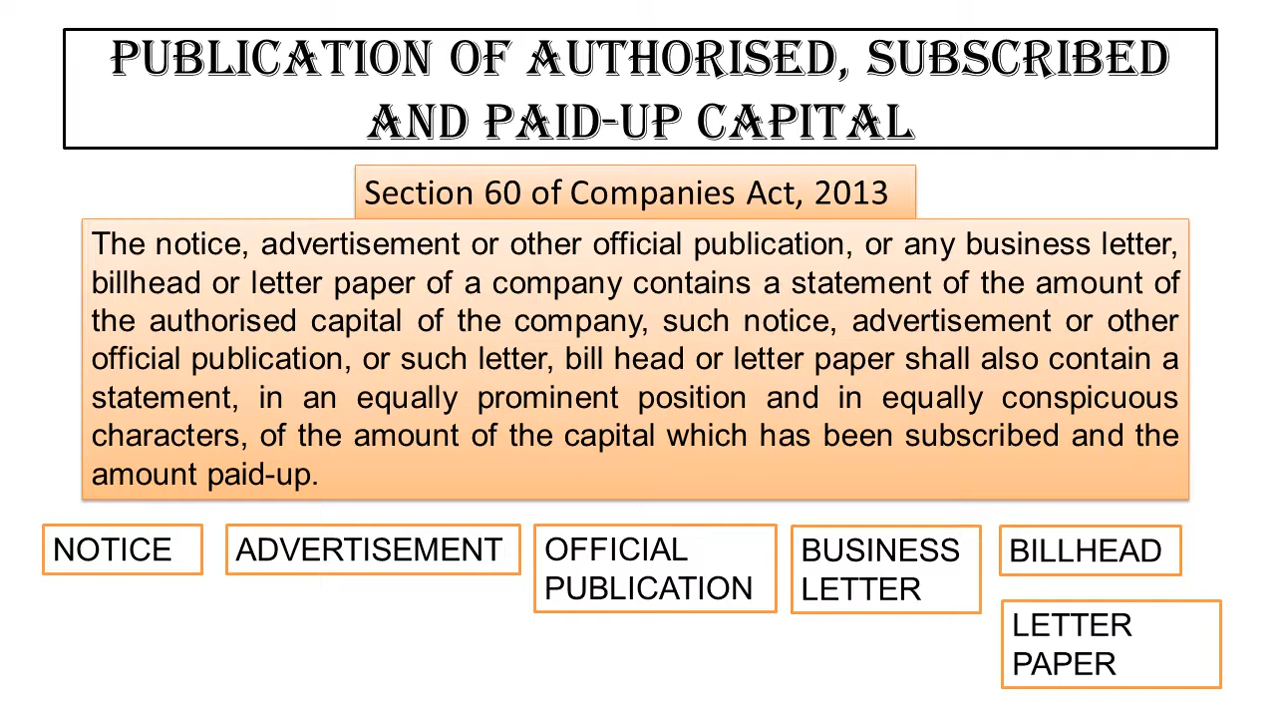 PUBLICATION OF AUTHORISED, SUBSCRIBED
AND PAID-UP CAPITAL
Section 60 of Companies Act, 2013
The notice, advertisement or other official publication, or any business letter,
billhead or letter paper of a company contains a statement of the amount of
the authorised capital of the company, such notice, advertisement or other
official publication, or such letter, bill head or letter paper shall also contain a
statement, in an equally prominent position and in equally conspicuous
characters, of the amount of the capital which has been subscribed and the
amount paid-up.
NOTICE
ADVERTISEMENT
OFFICIAL
PUBLICATION
BUSINESS
LETTER
BILLHEAD
LETTER
PAPER